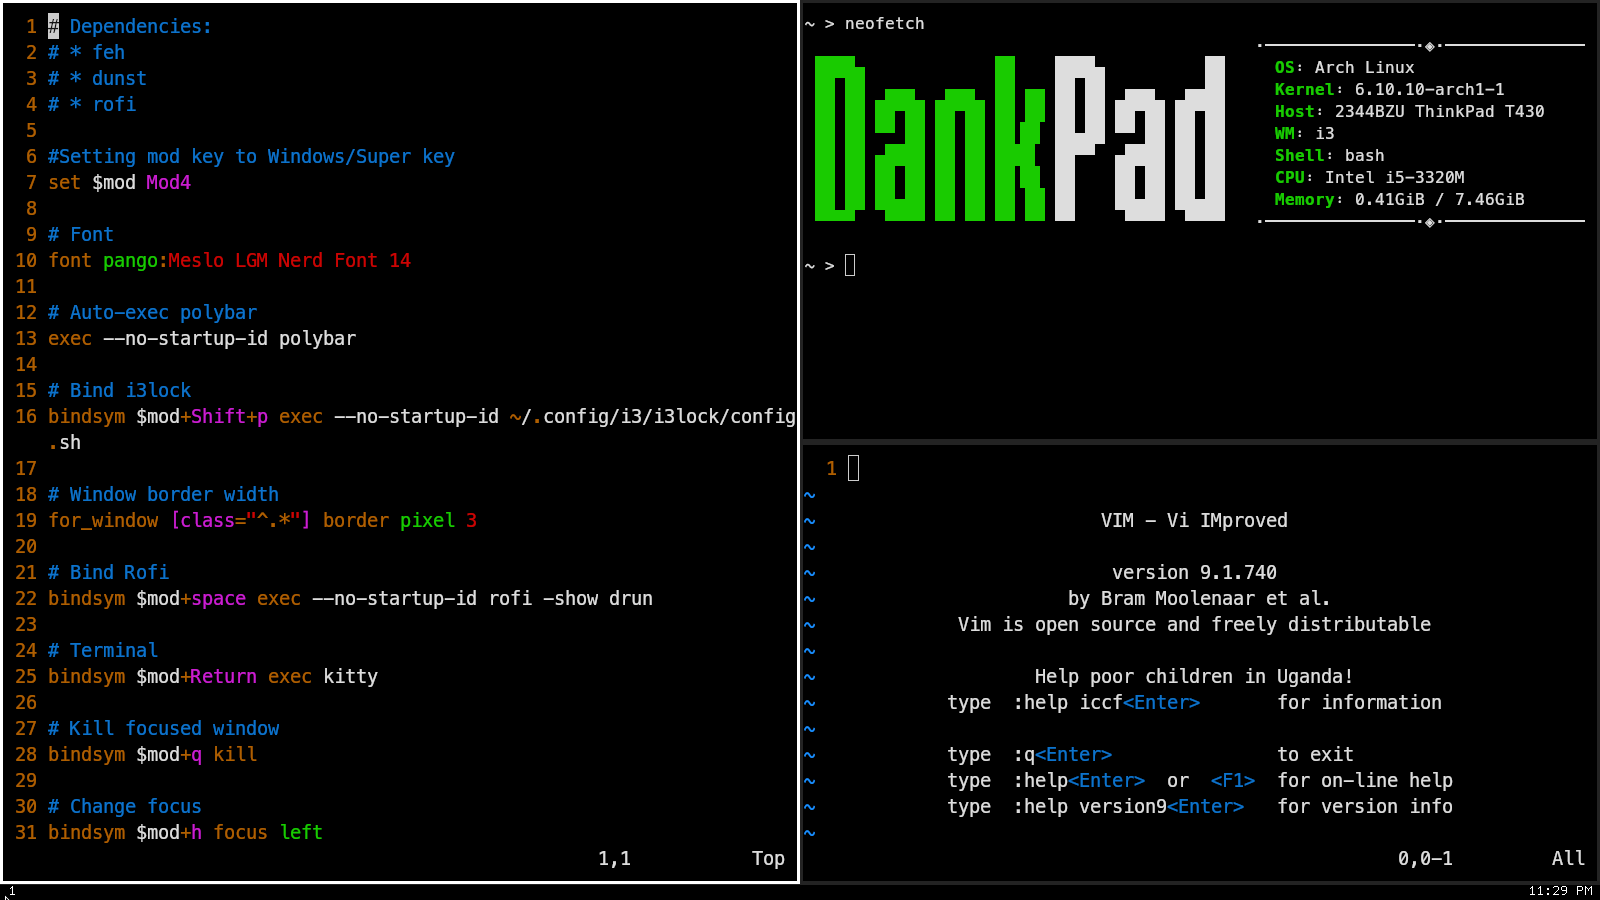 1 # Dependencies:
2 # * feh
3 # * dunst
4 # * rofi
5
6 #Setting mod key to Windows/Super key
7 set $mod Mod4
8
9 # Font
10 font pango:Meslo LGM Nerd Font 14
11
12 # Auto-exec polybar
13 exec --no-startup-id polybar
14
15 # Bind i3lock
16 bindsym $mod+Shift+p exec --no-startup-id ~/.config/i3/i3lock/config
.sh
17
18 # Window border width
19 for_window [class="^.*"] border pixel 3
20
21 # Bind Rofi
22 bindsym $mod+space exec --no-startup-id rofi -show drun
23
24 # Terminal
25 bindsym $mod+Return exec kitty
26
27 # Kill focused window
28 bindsym $mod+q kill
29
30 # Change focus
31 bindsym $mod+h focus left
1,1 Top
~ > neofetch
DankPad
OS: Arch Linux
Kernel: 6.10.10-arch1-1
Host: 2344BZU ThinkPad T430
WM: i3
Shell: bash
CPU: Intel i5-3320M
Memory: 0.41GiB / 7.46GiB
~ >
1
~
~ VIM - Vi IMproved
~
~ version 9.1.740
~ by Bram Moolenaar et al.
~ Vim is open source and freely distributable
~
~ Help poor children in Uganda!
~ type :help iccf<Enter> for information
~
~ type :q<Enter> to exit
~ type :help<Enter> or <F1> for on-line help
~ type :help version9<Enter> for version info
~
0,0-1 All
1
11:29 PM